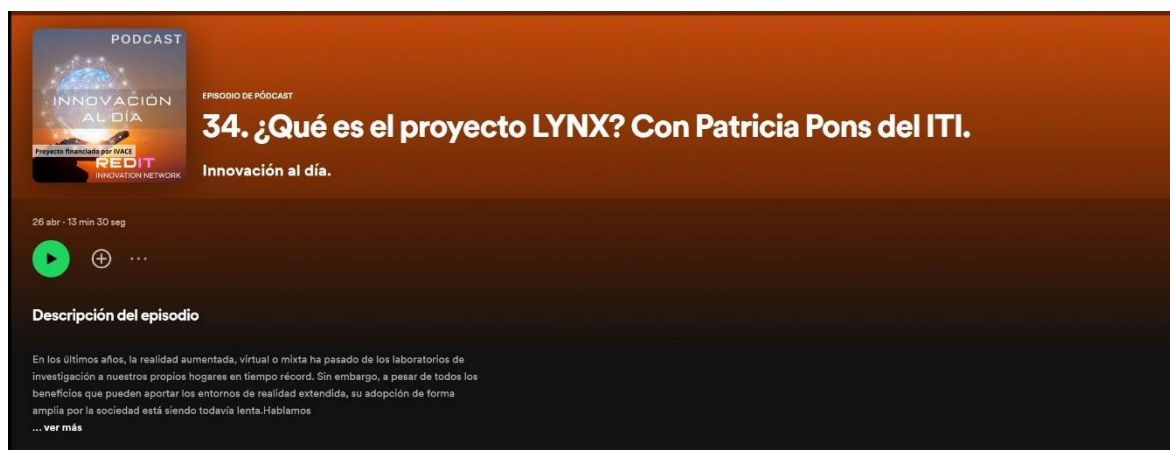 PODCAST
INNOVACIÓN
AL DÍA
Proyecto financiado por IVACE
REDIT
INNOVATION NETWORK
EPISODIO DE PÓDCAST
34. ¿Qué es el proyecto LYNX? Con Patricia Pons del ITI.
Innovación al día.
26 abr · 13 min 30 seg
Descripción del episodio
En los últimos años, la realidad aumentada, virtual o mixta ha pasado de los laboratorios de
investigación a nuestros propios hogares en tiempo récord. Sin embargo, a pesar de todos los
beneficios que pueden aportar los entornos de realidad extendida, su adopción de forma
amplia por la sociedad está siendo todavía lenta.Hablamos
... ver más